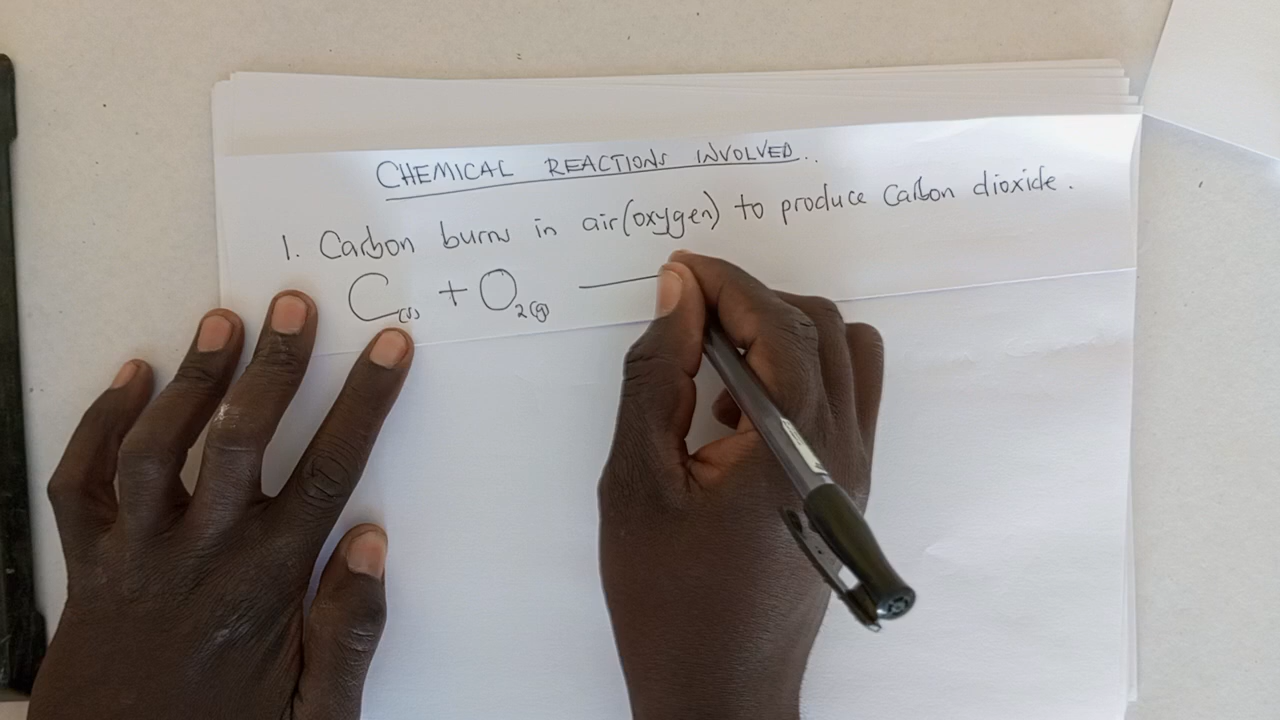 CHEMICAL REACTIONS INVOLVED..
1. Carbon burns in air(oxygen) to produce Carbon dioxide.
C(s) + O2(g)